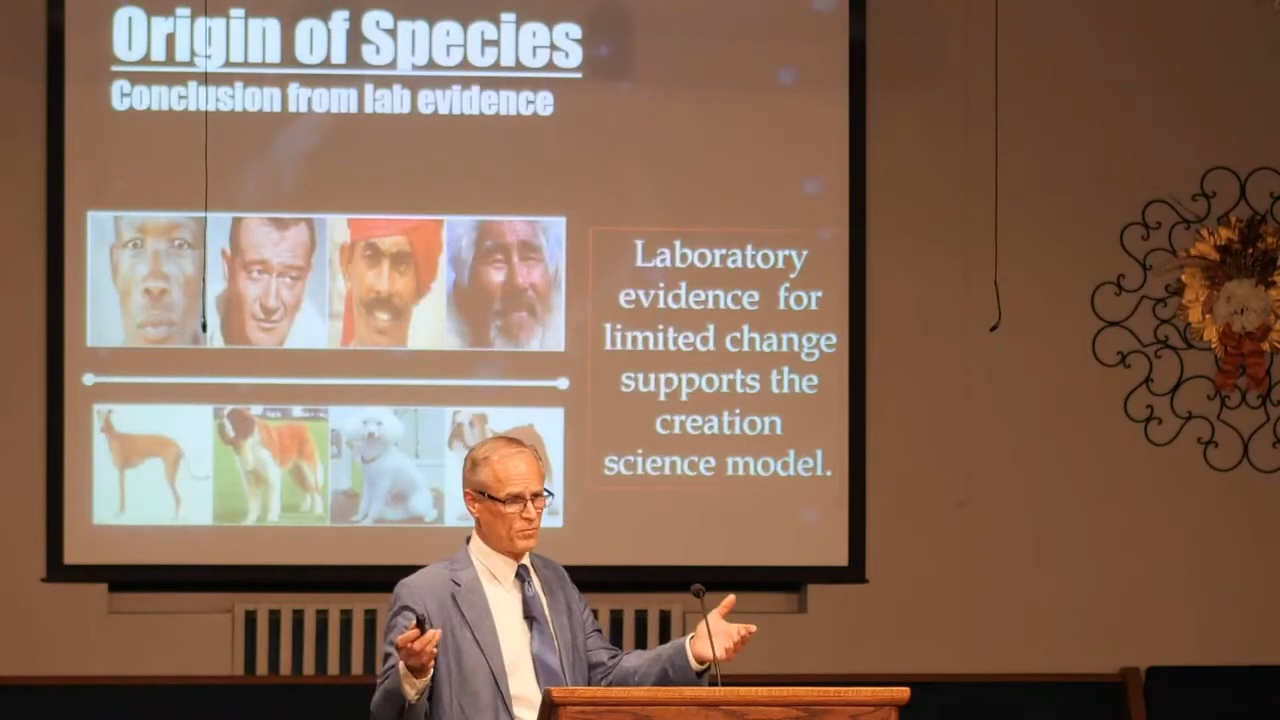 Origin of Species
Conclusion from lab evidence
Laboratory
evidence for
limited change
supports the
creation
science model.